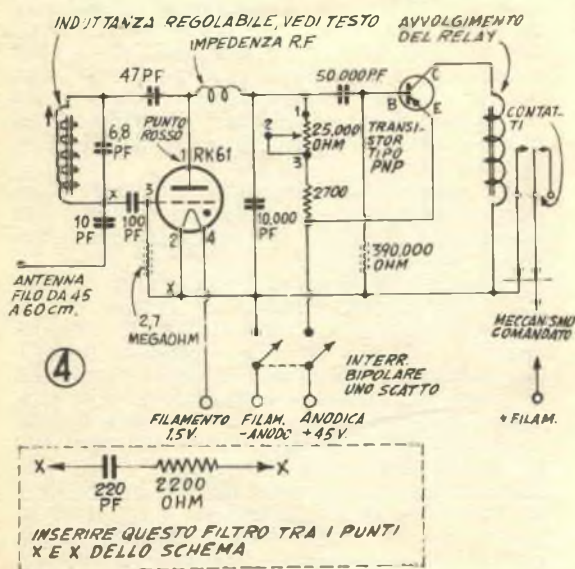 INDUTTANZA REGOLABILE, VEDI TESTO
IMPEDENZA R.F
AVVOLGIMENTO
DEL RELAY
47 PF
50.000 PF
C
B
E
CONTAT-
TI
6,8
PF
PUNTO
ROSSO
1
RK61
2
1
25.000
OHM
3
TRANSI-
STOR
TIPO
PNP
X
3
10
PF
100
PF
2
4
10.000
PF
2700
390.000
OHM
ANTENNA
FILO DA 45
A 60 cm.
X
2,7
MEGAOHM
MECCANISMO
COMANDATO
4
INTERR.
BIPOLARE
UNO SCATTO
FILAMENTO
1,5 V.
FILAM.
-ANODO
ANODICA
+45 V.
+ FILAM.
X
X
220
PF
2200
OHM
INSERIRE QUESTO FILTRO TRA I PUNTI
X E X DELLO SCHEMA